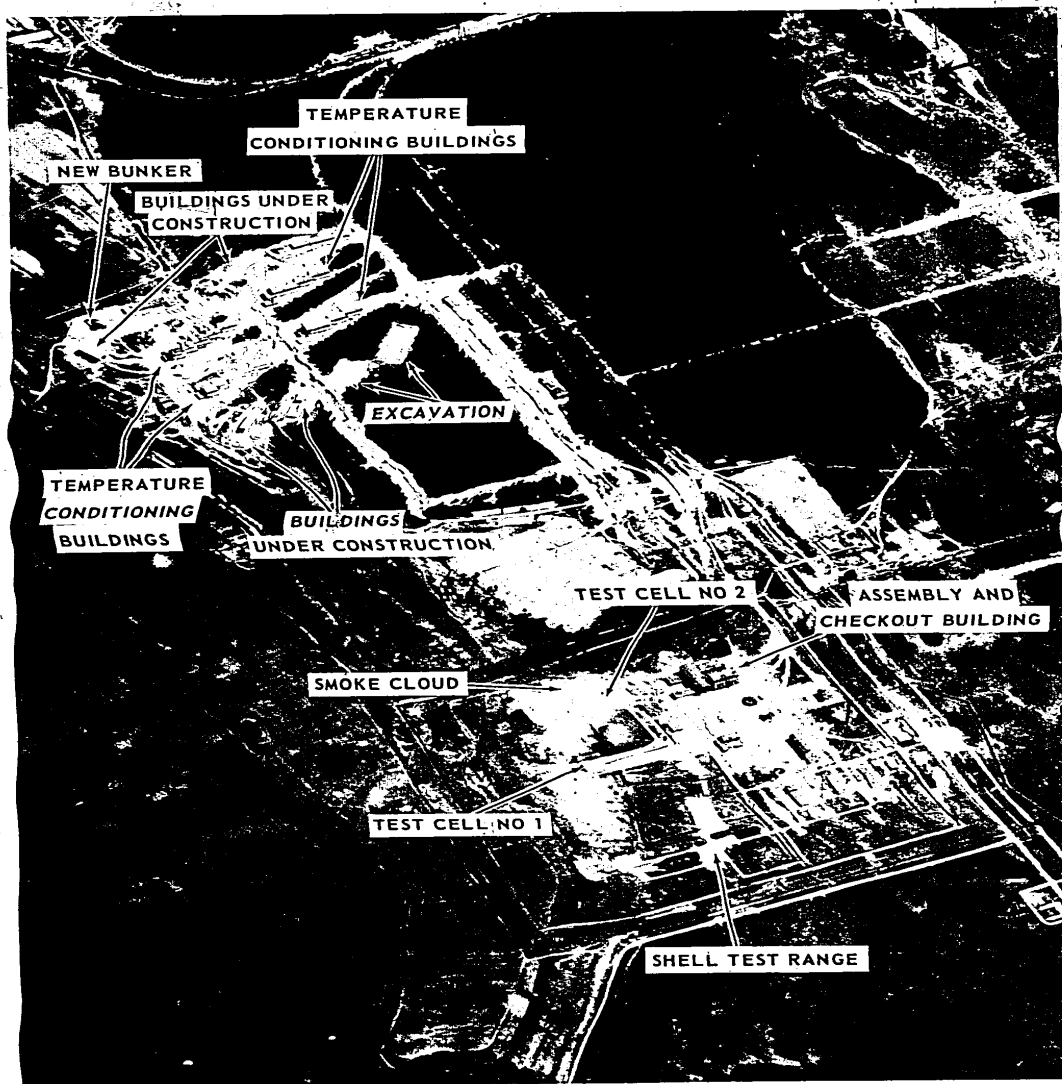 TEMPERATURE
CONDITIONING BUILDINGS
NEW BUNKER
BUILDINGS UNDER
CONSTRUCTION
EXCAVATION
TEMPERATURE
CONDITIONING
BUILDINGS
BUILDINGS
UNDER CONSTRUCTION
TEST CELL NO 2
ASSEMBLY AND
CHECKOUT BUILDING
SMOKE CLOUD
TEST CELL NO 1
SHELL TEST RANGE